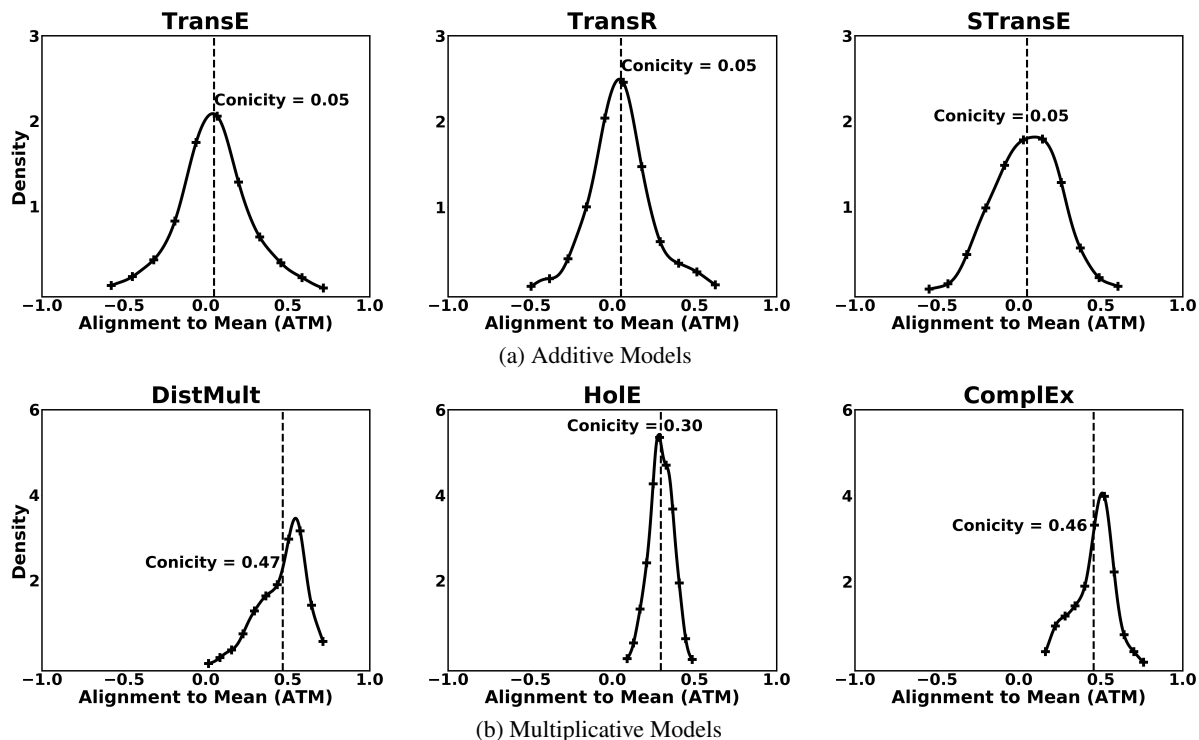 TransE TransR STransE
3 3 3
Conicity = 0.05 Conicity = 0.05 Conicity = 0.05
2 2 2
Density
1 1 1
−1.0 −0.5 0.0 0.5 1.0 −1.0 −0.5 0.0 0.5 1.0 −1.0 −0.5 0.0 0.5 1.0
Alignment to Mean (ATM) Alignment to Mean (ATM) Alignment to Mean (ATM)
(a) Additive Models
DistMult HolE ComplEx
6 6 6
Conicity = 0.47 Conicity = 0.30 Conicity = 0.46
4 4 4
Density
2 2 2
−1.0 −0.5 0.0 0.5 1.0 −1.0 −0.5 0.0 0.5 1.0 −1.0 −0.5 0.0 0.5 1.0
Alignment to Mean (ATM) Alignment to Mean (ATM) Alignment to Mean (ATM)
(b) Multiplicative Models